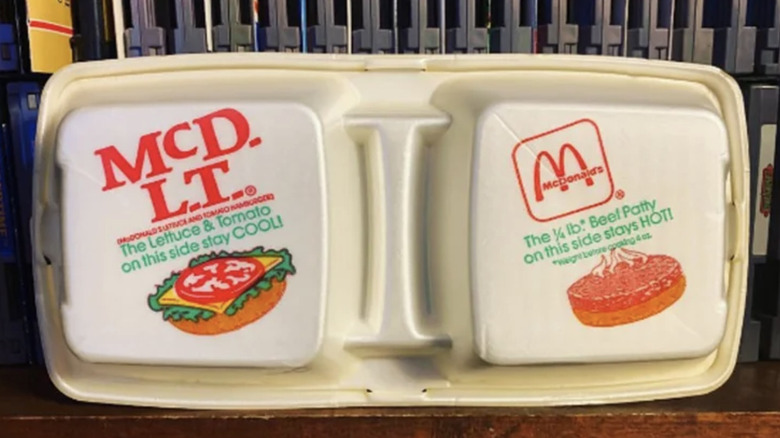 McD.
L.T.®
(McDONALD'S LETTUCE AND TOMATO HAMBURGER)
The Lettuce & Tomato
on this side stay COOL!
McDonald's®
The ¼ lb.* Beef Patty
on this side stays HOT!
*Weight before cooking 4 oz.